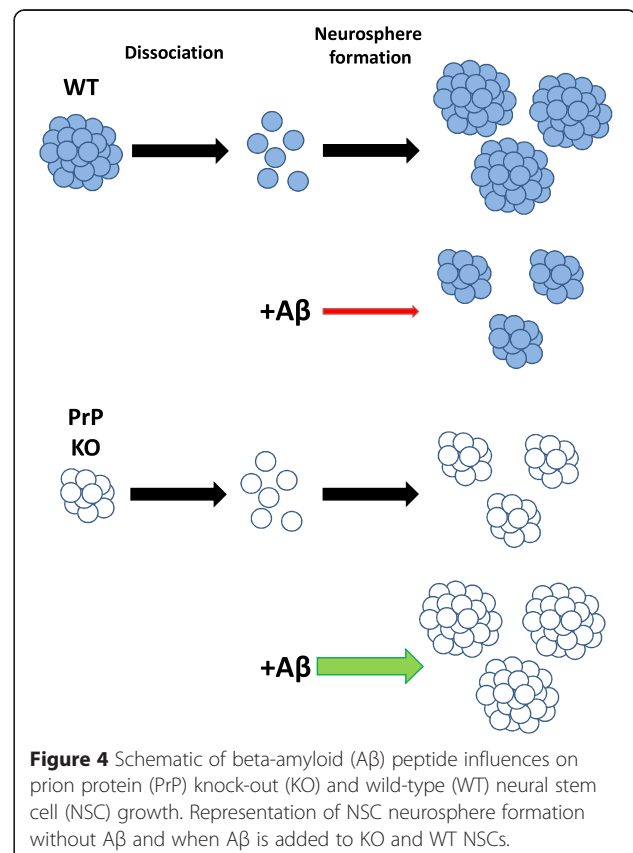 Dissociation
Neurosphere
formation
WT
+Aβ
PrP
KO
+Aβ
Figure 4 Schematic of beta-amyloid (Aβ) peptide influences on
prion protein (PrP) knock-out (KO) and wild-type (WT) neural stem
cell (NSC) growth. Representation of NSC neurosphere formation
without Aβ and when Aβ is added to KO and WT NSCs.